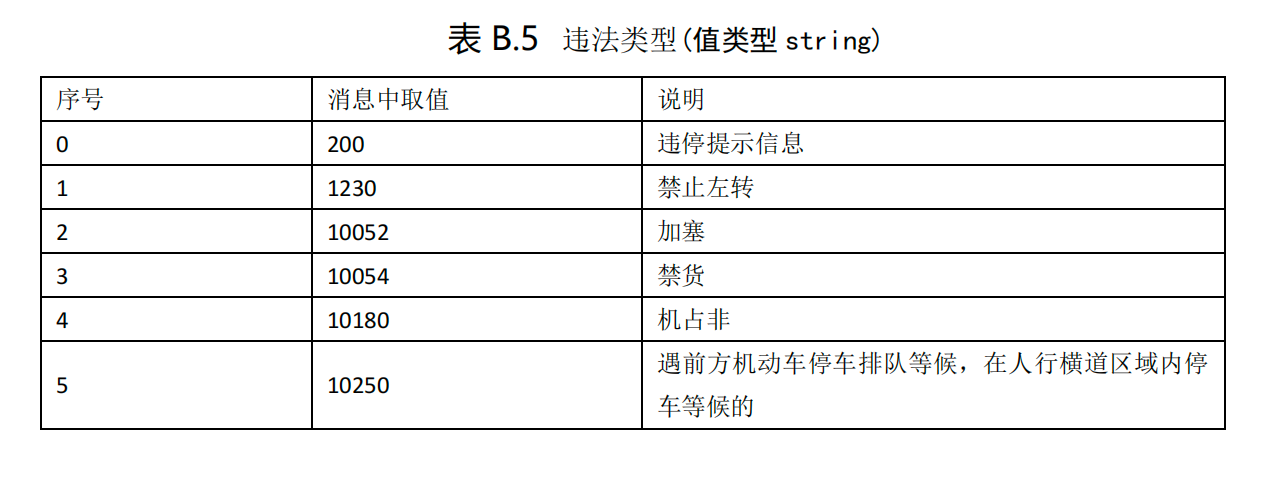 表 B.5 违法类型(值类型 string)
序号 消息中取值 说明
0 200 违停提示信息
1 1230 禁止左转
2 10052 加塞
3 10054 禁货
4 10180 机占非
5 10250 遇前方机动车停车排队等候，在人行横道区域内停
车等候的